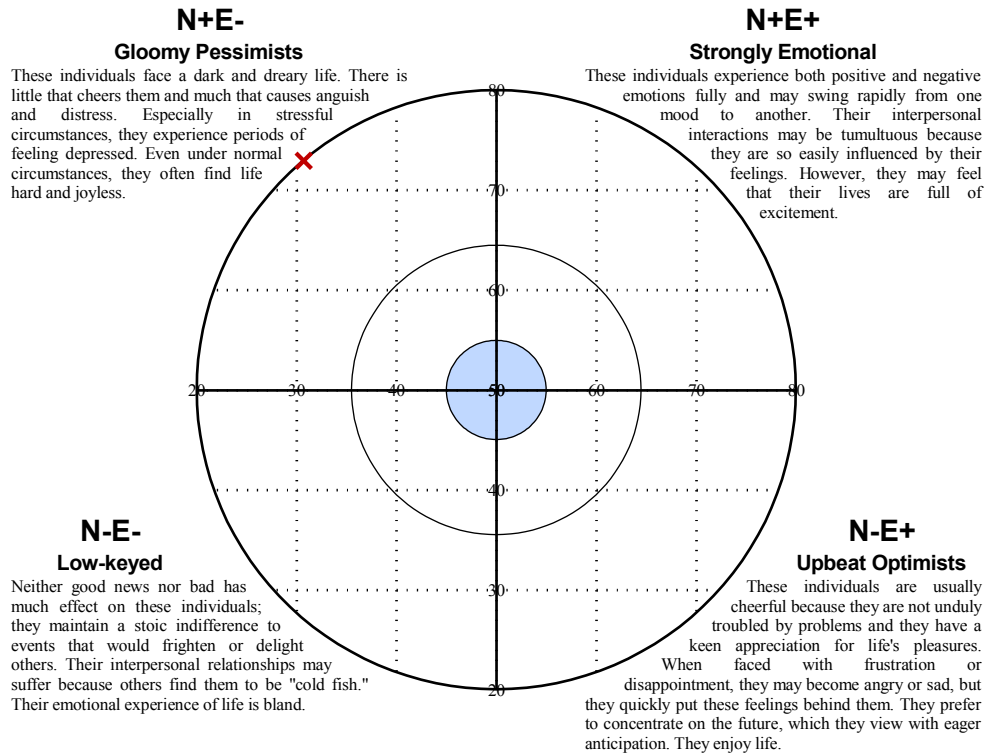 N+E-
Gloomy Pessimists
These individuals face a dark and dreary life. There is
little that cheers them and much that causes anguish
and distress. Especially in stressful
circumstances, they experience periods of
feeling depressed. Even under normal
circumstances, they often find life
hard and joyless.
N+E+
Strongly Emotional
These individuals experience both positive and negative
emotions fully and may swing rapidly from one
mood to another. Their interpersonal
interactions may be tumultuous because
they are so easily influenced by their
feelings. However, they may feel
that their lives are full of
excitement.
80
70
60
20 30 40 50 60 70 80
40
30
20
N-E-
Low-keyed
Neither good news nor bad has
much effect on these individuals;
they maintain a stoic indifference to
events that would frighten or delight
others. Their interpersonal relationships may
suffer because others find them to be "cold fish."
Their emotional experience of life is bland.
N-E+
Upbeat Optimists
These individuals are usually
cheerful because they are not unduly
troubled by problems and they have a
keen appreciation for life's pleasures.
When faced with frustration or
disappointment, they may become angry or sad, but
they quickly put these feelings behind them. They prefer
to concentrate on the future, which they view with eager
anticipation. They enjoy life.